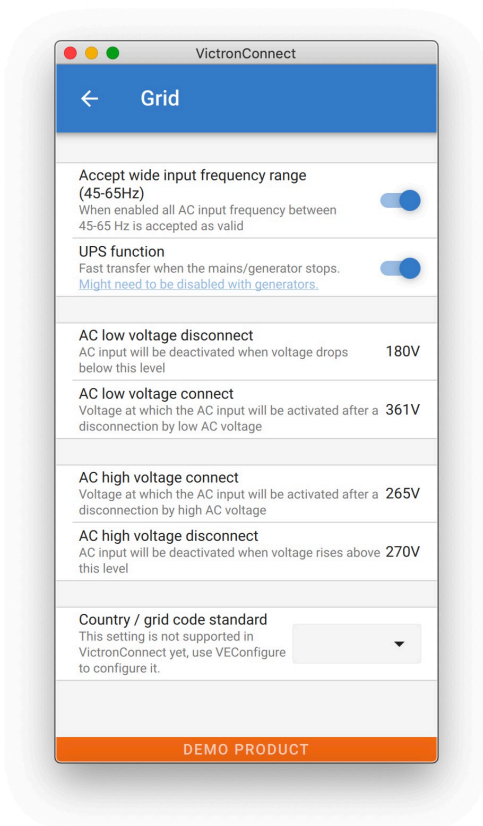 VictronConnect
Grid
Accept wide input frequency range
(45-65Hz)
When enabled all AC input frequency between
45-65 Hz is accepted as valid
UPS function
Fast transfer when the mains/generator stops.
Might need to be disabled with generators.
AC low voltage disconnect
AC input will be deactivated when voltage drops
below this level
180V
AC low voltage connect
Voltage at which the AC input will be activated after a
disconnection by low AC voltage
361V
AC high voltage connect
Voltage at which the AC input will be activated after a
disconnection by high AC voltage
265V
AC high voltage disconnect
AC input will be deactivated when voltage rises above
this level
270V
Country / grid code standard
This setting is not supported in
VictronConnect yet, use VEConfigure
to configure it.
DEMO PRODUCT